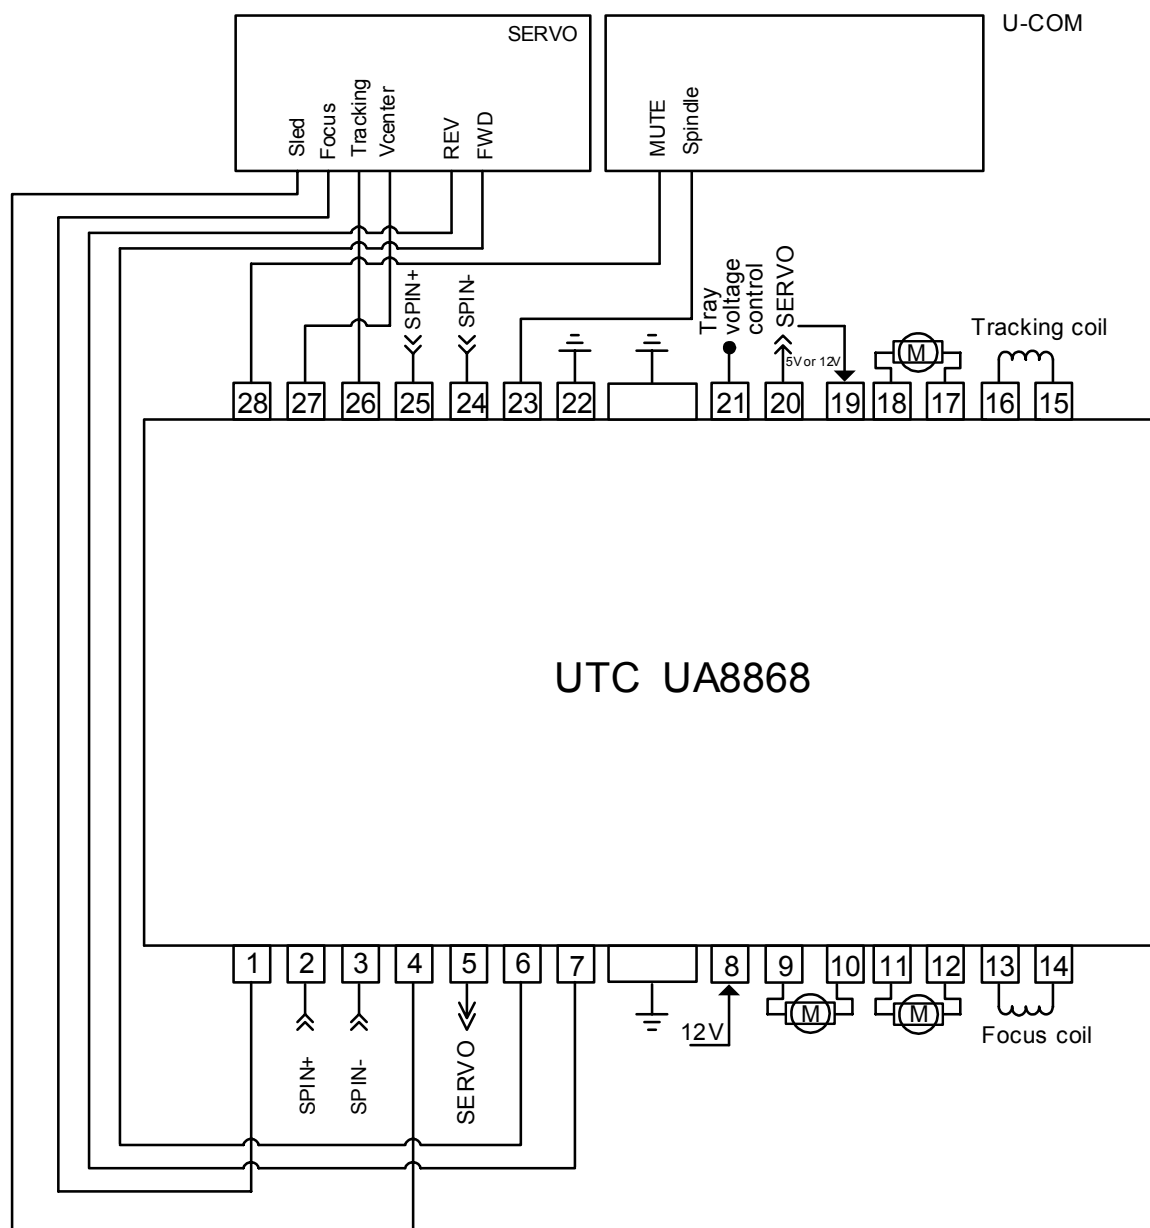 SERVO
U-COM
Sled
Focus
Tracking
Vcenter
REV
FWD
MUTE
Spindle
SPIN+
SPIN-
Tray
voltage
control
SERVO
5V or 12V
M
Tracking coil
28
27
26
25
24
23
22
21
20
19
18
17
16
15
UTC UA8868
1
2
3
4
5
6
7
8
9
10
11
12
13
14
SPIN+
SPIN-
SERVO
12V
M
M
Focus coil